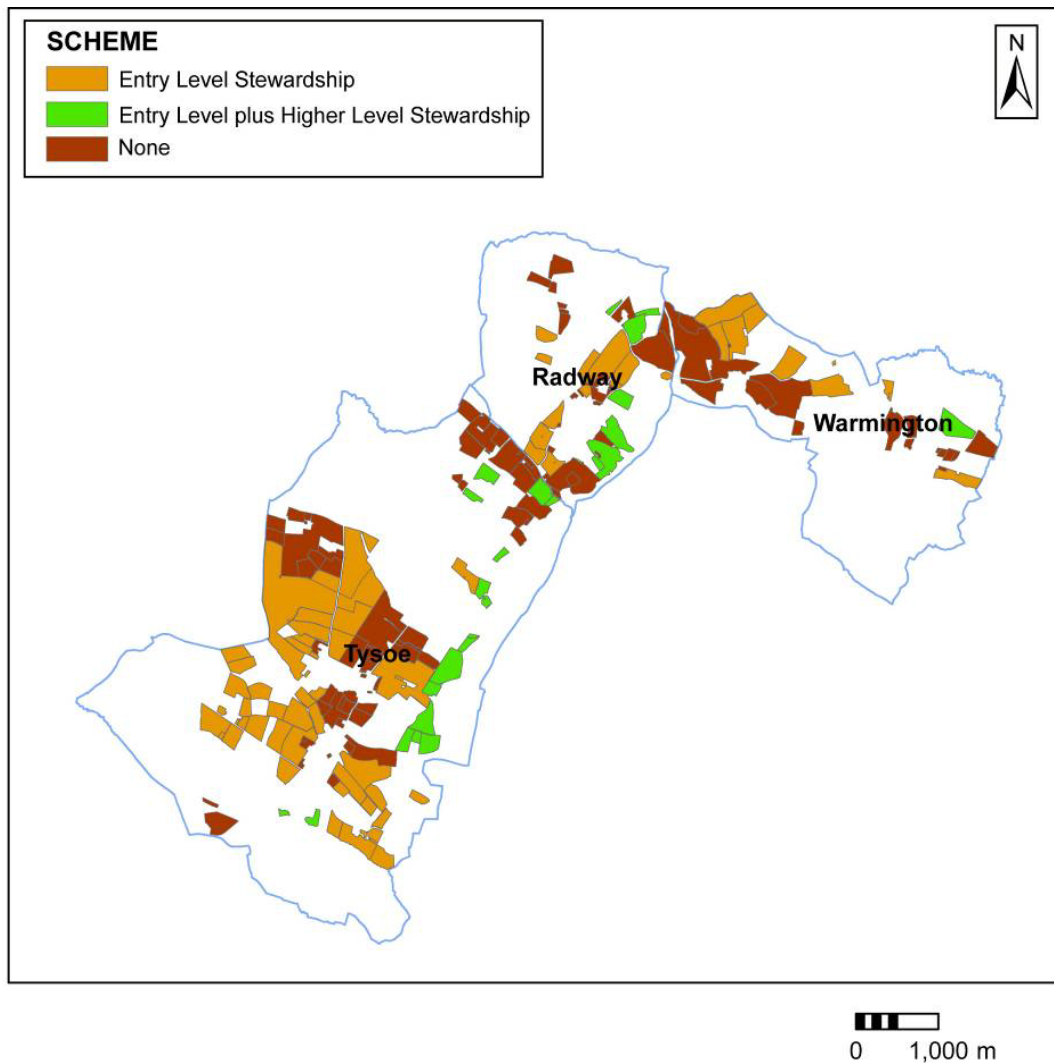 SCHEME
Entry Level Stewardship
Entry Level plus Higher Level Stewardship
None
N
Radway
Warmington
Tysoe
0 1,000 m